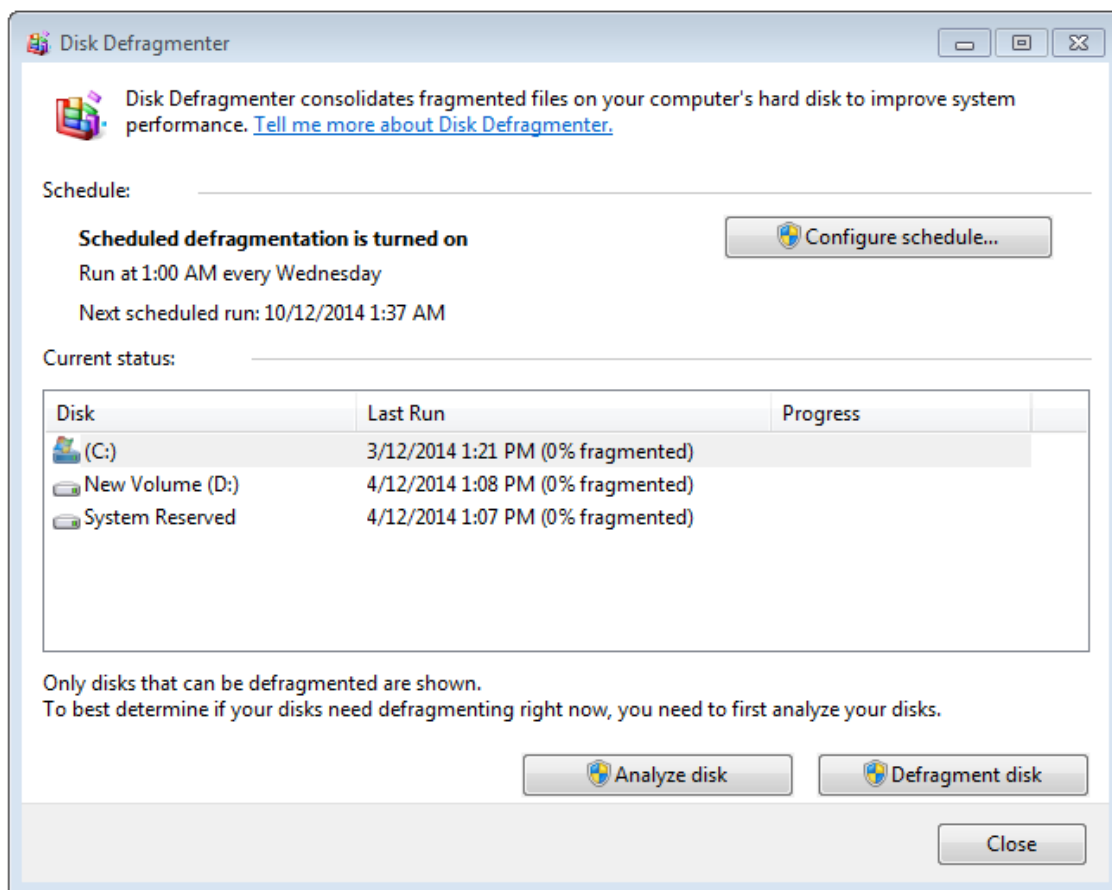 Disk Defragmenter
Disk Defragmenter consolidates fragmented files on your computer's hard disk to improve system
performance. Tell me more about Disk Defragmenter.
Schedule:
Scheduled defragmentation is turned on
Configure schedule...
Run at 1:00 AM every Wednesday
Next scheduled run: 10/12/2014 1:37 AM
Current status:
Disk Last Run Progress
(C:) 3/12/2014 1:21 PM (0% fragmented)
New Volume (D:) 4/12/2014 1:08 PM (0% fragmented)
System Reserved 4/12/2014 1:07 PM (0% fragmented)
Only disks that can be defragmented are shown.
To best determine if your disks need defragmenting right now, you need to first analyze your disks.
Analyze disk Defragment disk
Close